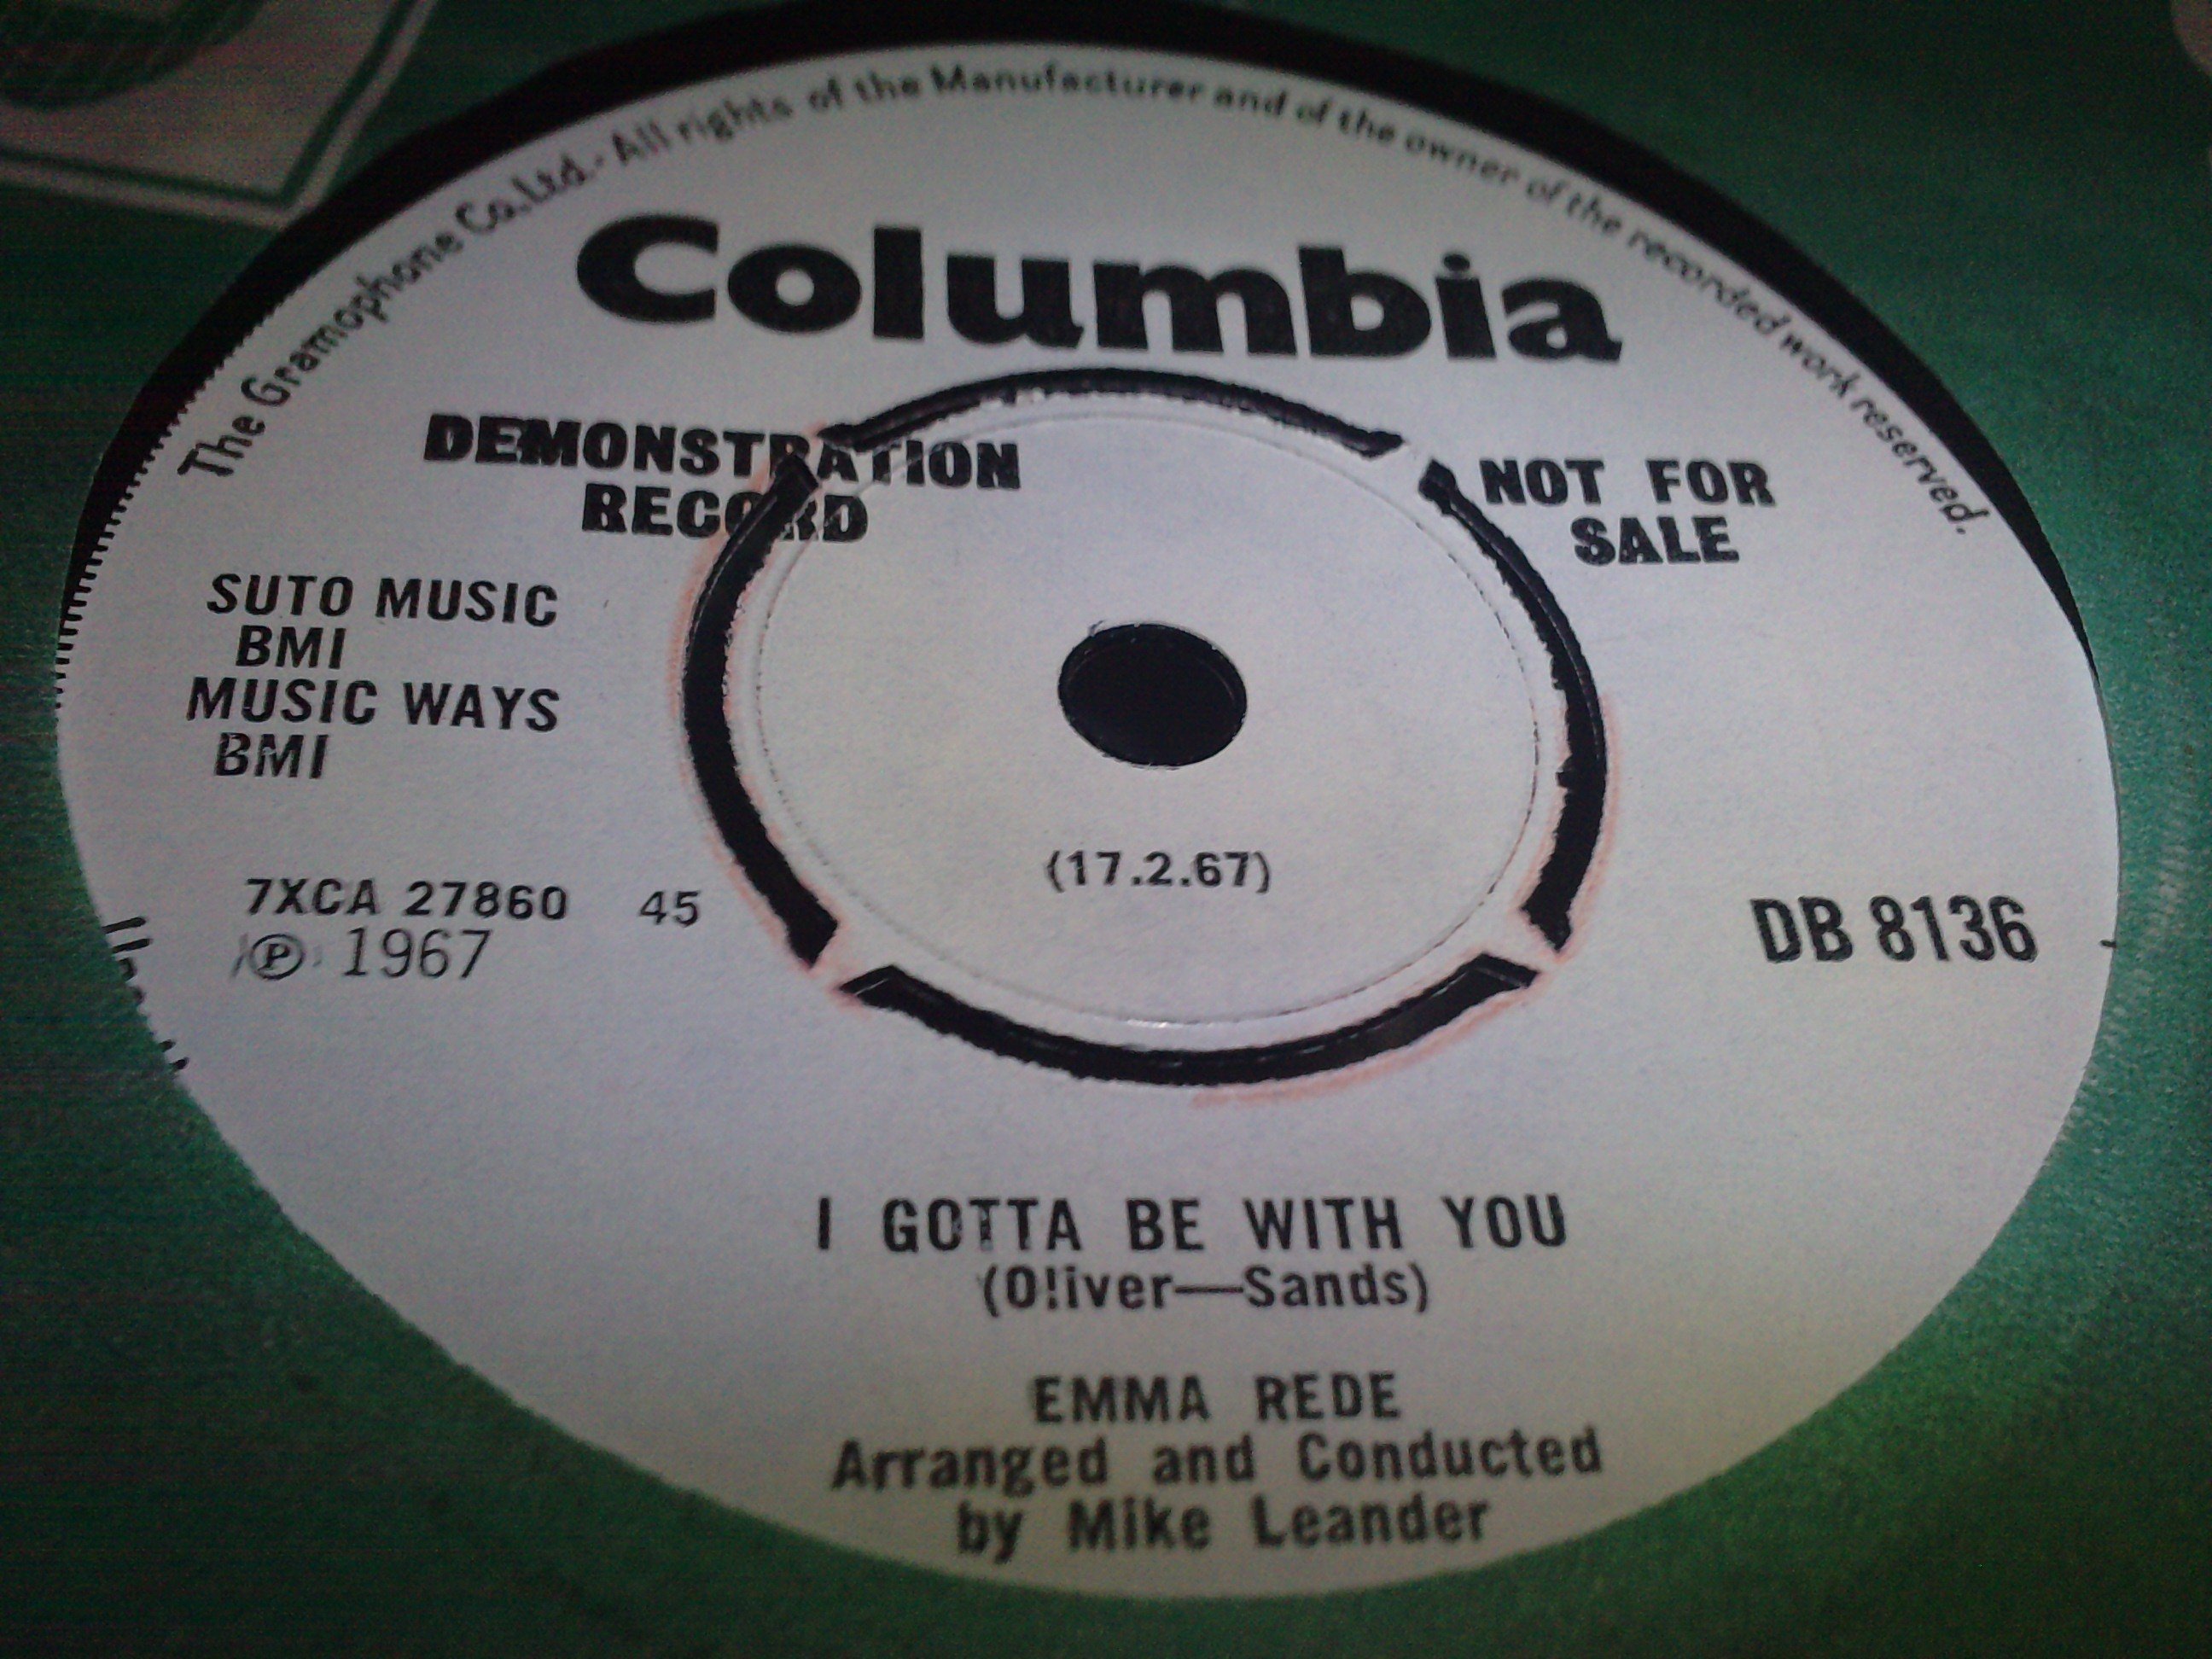 The Gramophone Co. Ltd. - All rights of the Manufacturer and of the owner of the recorded work reserved.
Columbia
DEMONSTRATION
RECORD
NOT FOR
SALE
SUTO MUSIC
BMI
MUSIC WAYS
BMI
(17.2.67)
7XCA 27860 45
Ⓟ 1967
DB 8136
I GOTTA BE WITH YOU
(Oliver—Sands)
EMMA REDE
Arranged and Conducted
by Mike Leander